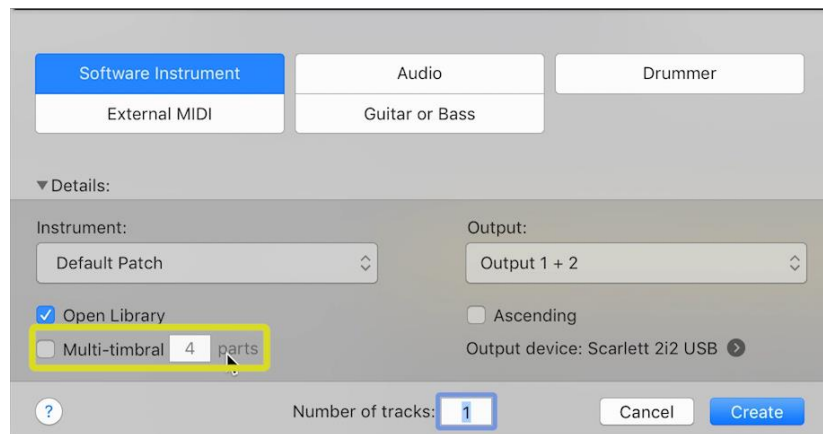 Software Instrument
Audio
Drummer
External MIDI
Guitar or Bass
Details:
Instrument:
Output:
Default Patch
Output 1 + 2
Open Library
Ascending
Multi-timbral 4 parts
Output device: Scarlett 2i2 USB
?
Number of tracks: 1
Cancel
Create